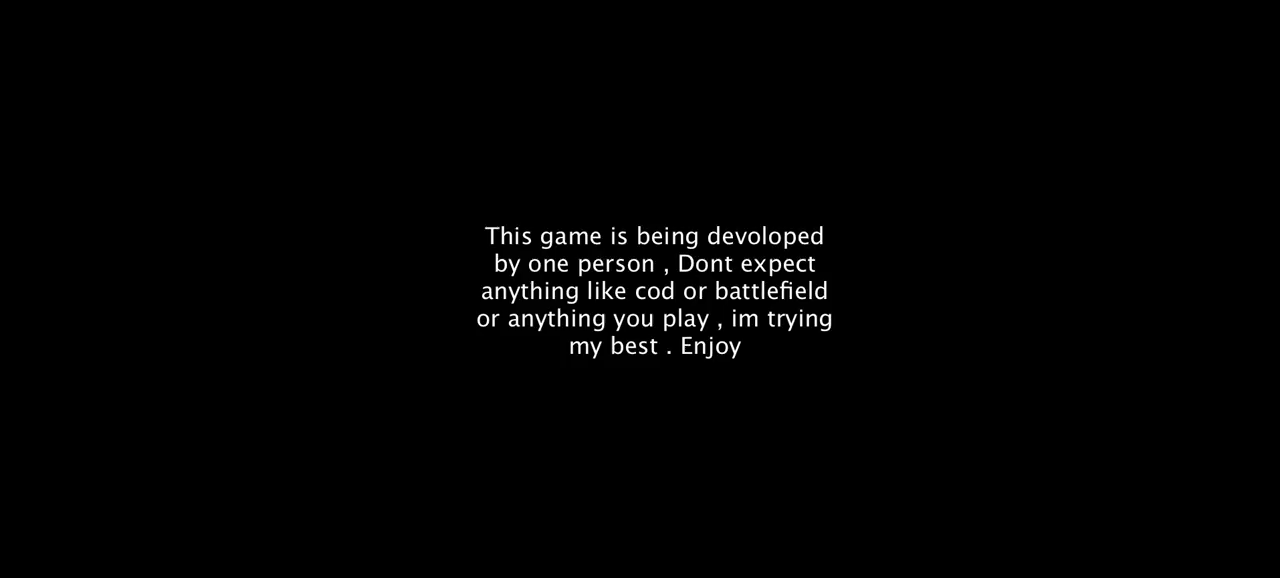 This game is being devoloped
by one person , Dont expect
anything like cod or battlefield
or anything you play , im trying
my best . Enjoy